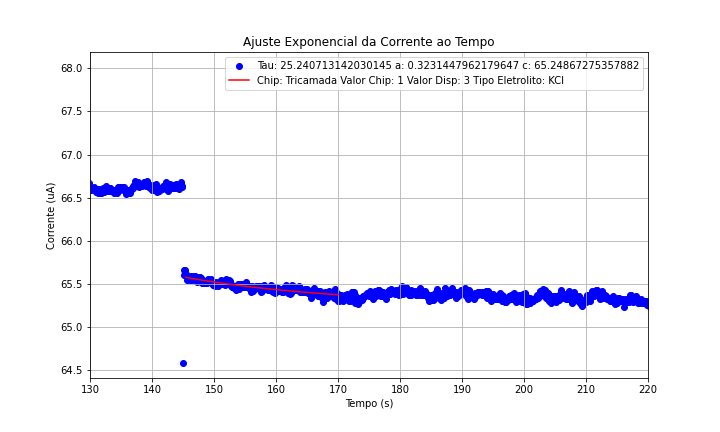 Ajuste Exponencial da Corrente ao Tempo
Tau: 25.240713142030145 a: 0.3231447962179647 c: 65.24867275357882
Chip: Tricamada Valor Chip: 1 Valor Disp: 3 Tipo Eletrolito: KCl
Corrente (uA)
68.0
67.5
67.0
66.5
66.0
65.5
65.0
64.5
130 140 150 160 170 180 190 200 210 220
Tempo (s)